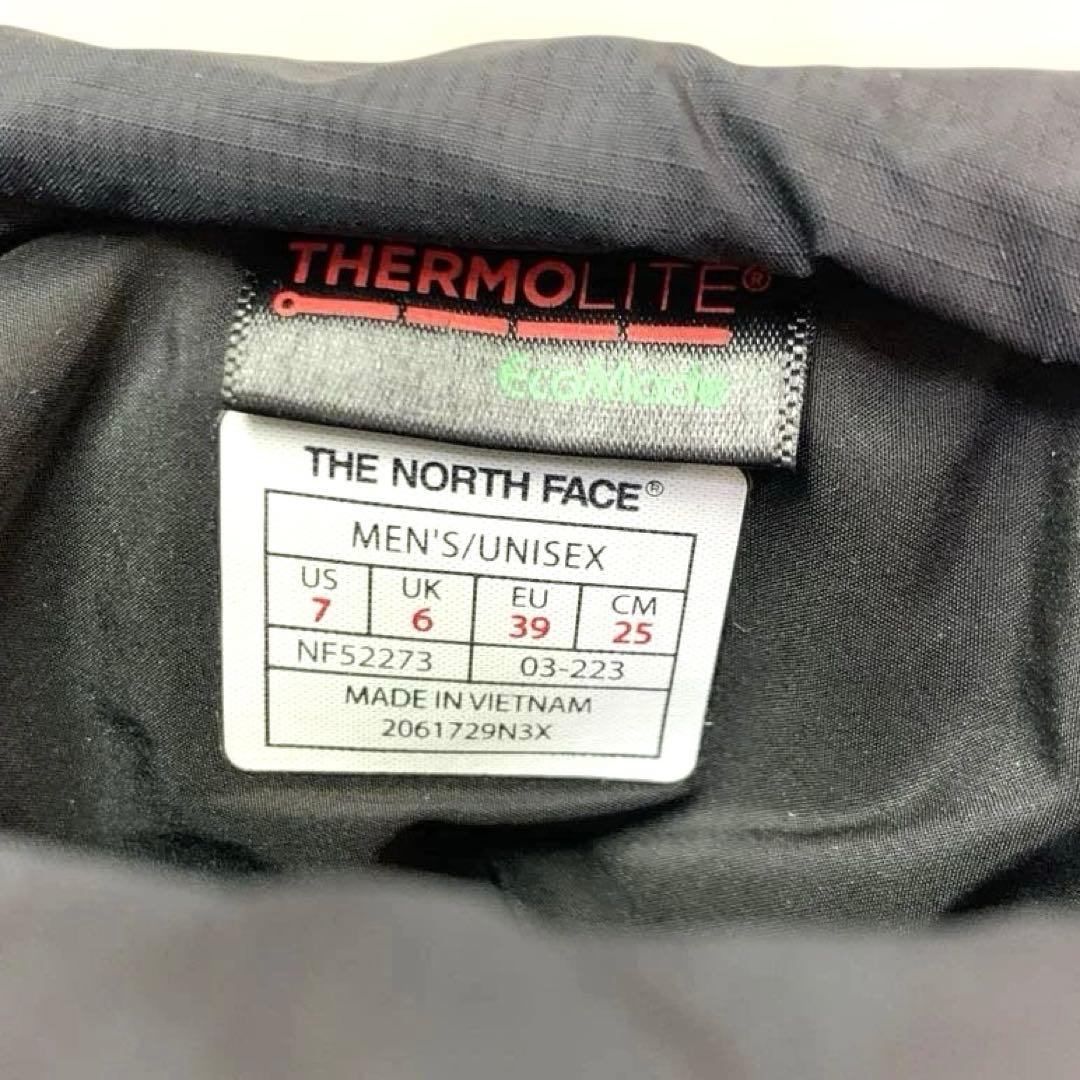 THERMOLITE®
EcoMade
THE NORTH FACE®
MEN'S/UNISEX
US UK EU CM
7 6 39 25
NF52273 03-223
MADE IN VIETNAM
2061729N3X